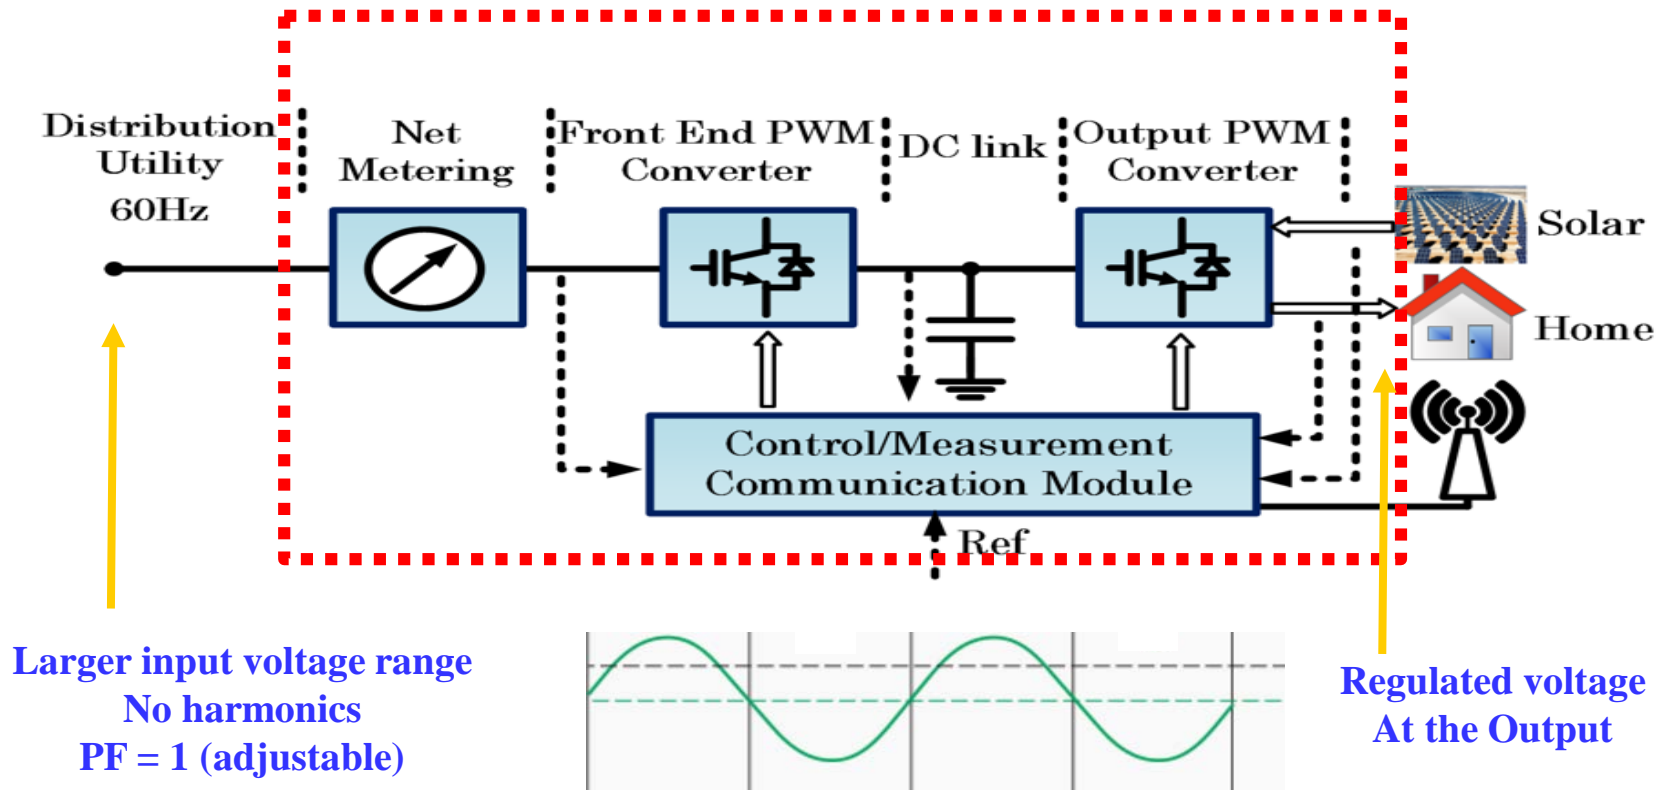 Distribution
Utility
60Hz
Net
Metering
Front End PWM
Converter
DC link
Output PWM
Converter
Solar
Home
Control/Measurement
Communication Module
Ref
Larger input voltage range
No harmonics
PF = 1 (adjustable)
Regulated voltage
At the Output